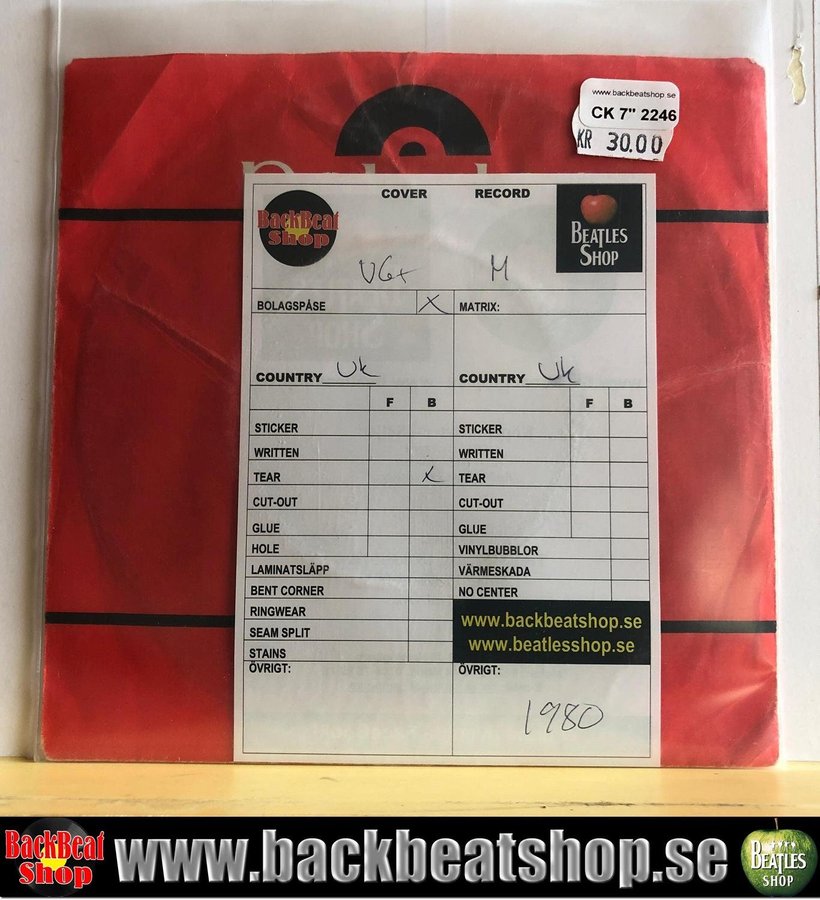 www.backbeatshop.se
CK 7" 2246
KR 30.00
COVER RECORD
BackBeat
Shop
BEATLES
SHOP
VG+ M
BOLAGSPÅSE X MATRIX:
COUNTRY UK COUNTRY UK
F B F B
STICKER STICKER
WRITTEN WRITTEN
TEAR X TEAR
CUT-OUT CUT-OUT
GLUE GLUE
HOLE VINYLBUBBLOR
LAMINATSLÄPP VÄRMESKADA
BENT CORNER NO CENTER
RINGWEAR
SEAM SPLIT
STAINS
www.backbeatshop.se
www.beatlesshop.se
ÖVRIGT: ÖVRIGT:
1980
BackBeat
Shop
www.backbeatshop.se
BEATLES
SHOP